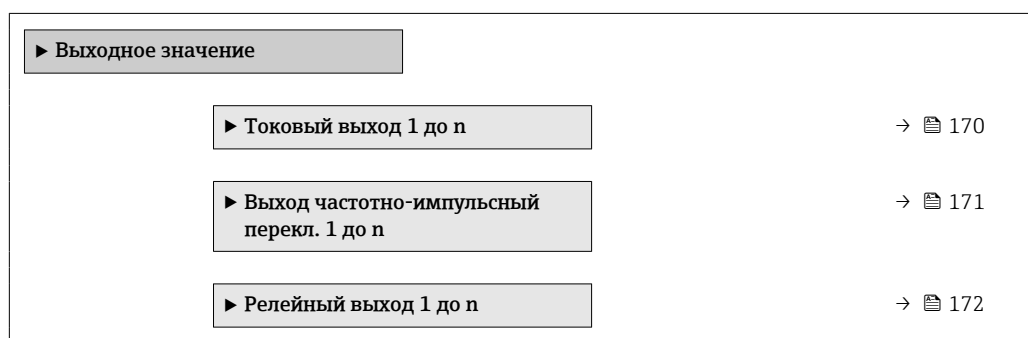 ▶ Выходное значение
▶ Токовый выход 1 до n → 170
▶ Выход частотно-импульсный
перекл. 1 до n → 171
▶ Релейный выход 1 до n → 172